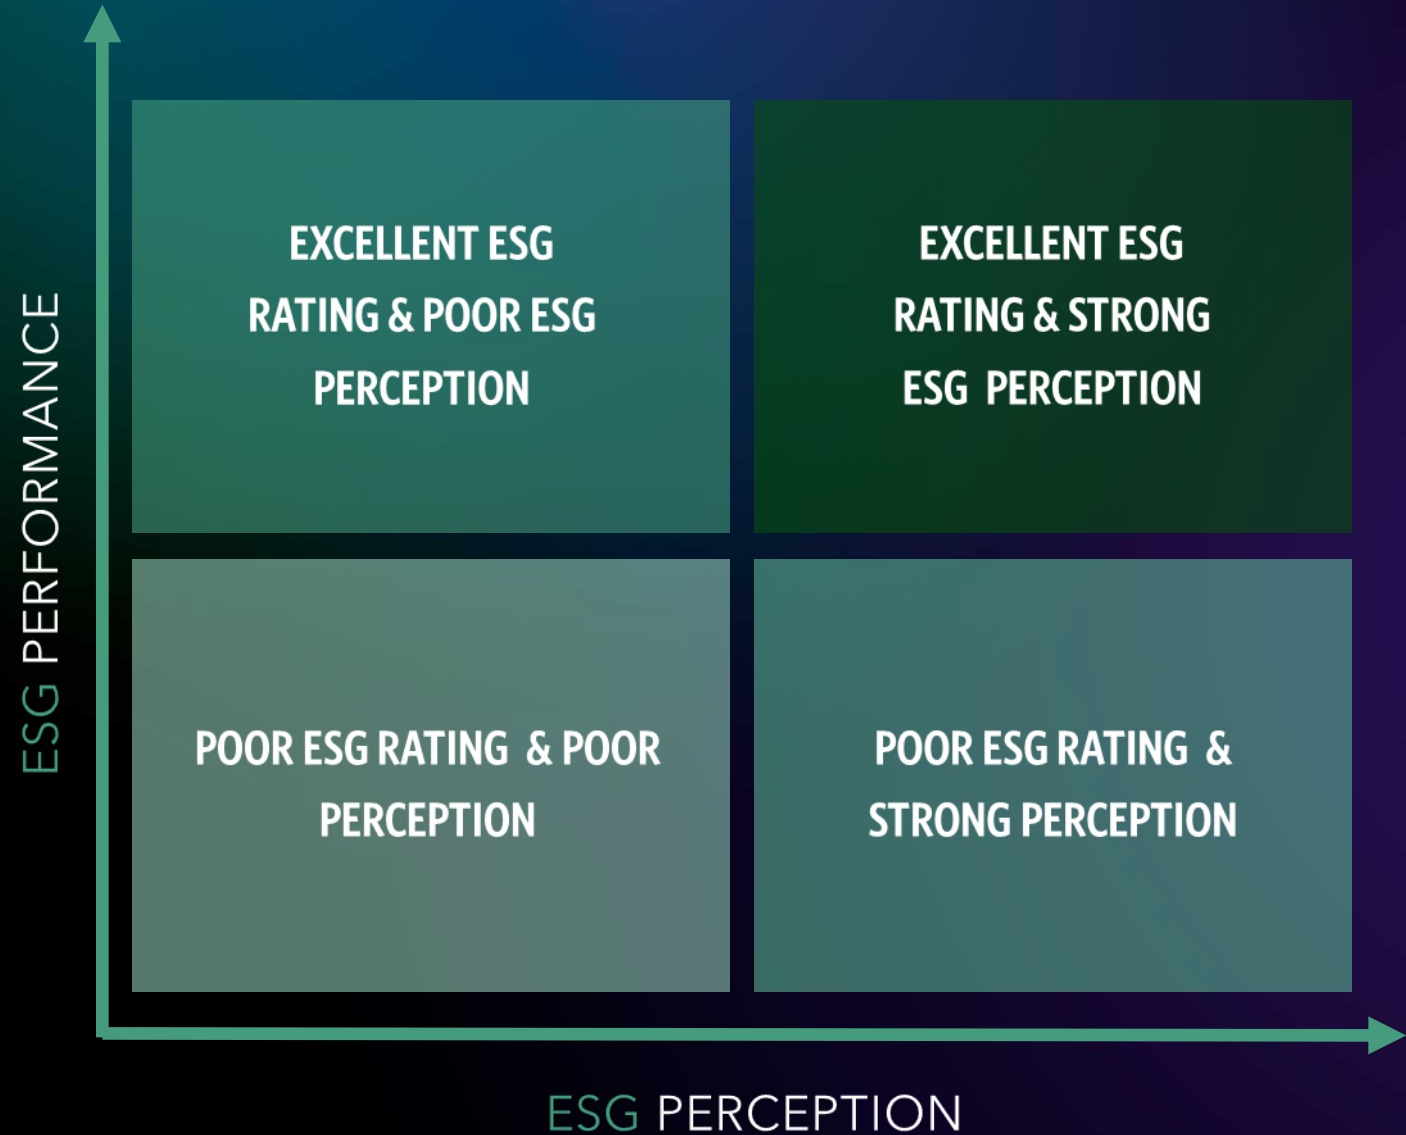 EXCELLENT ESG
RATING & POOR ESG
PERCEPTION
EXCELLENT ESG
RATING & STRONG
ESG PERCEPTION
ESG PERFORMANCE
POOR ESG RATING & POOR
PERCEPTION
POOR ESG RATING &
STRONG PERCEPTION
ESG PERCEPTION